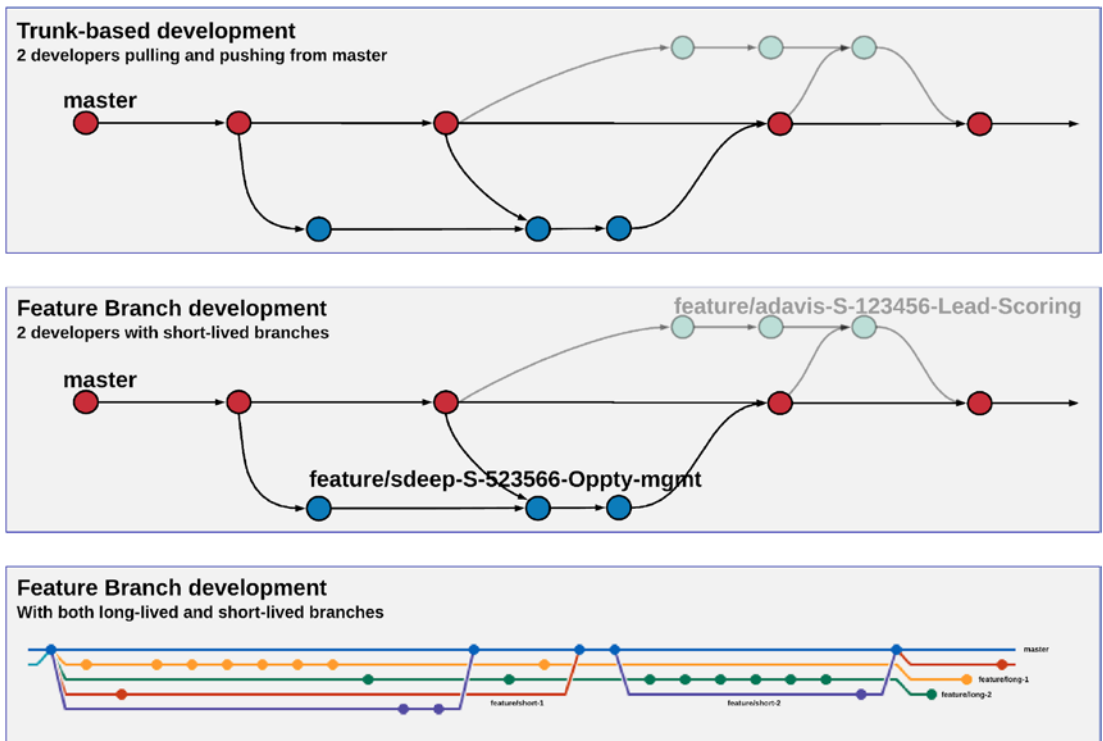 Trunk-based development
2 developers pulling and pushing from master
master
Feature Branch development
2 developers with short-lived branches
feature/adavis-S-123456-Lead-Scoring
master
feature/sdeep-S-523566-Oppty-mgmt
Feature Branch development
With both long-lived and short-lived branches
master
feature/long-1
feature/long-2
feature/short-1
feature/short-2